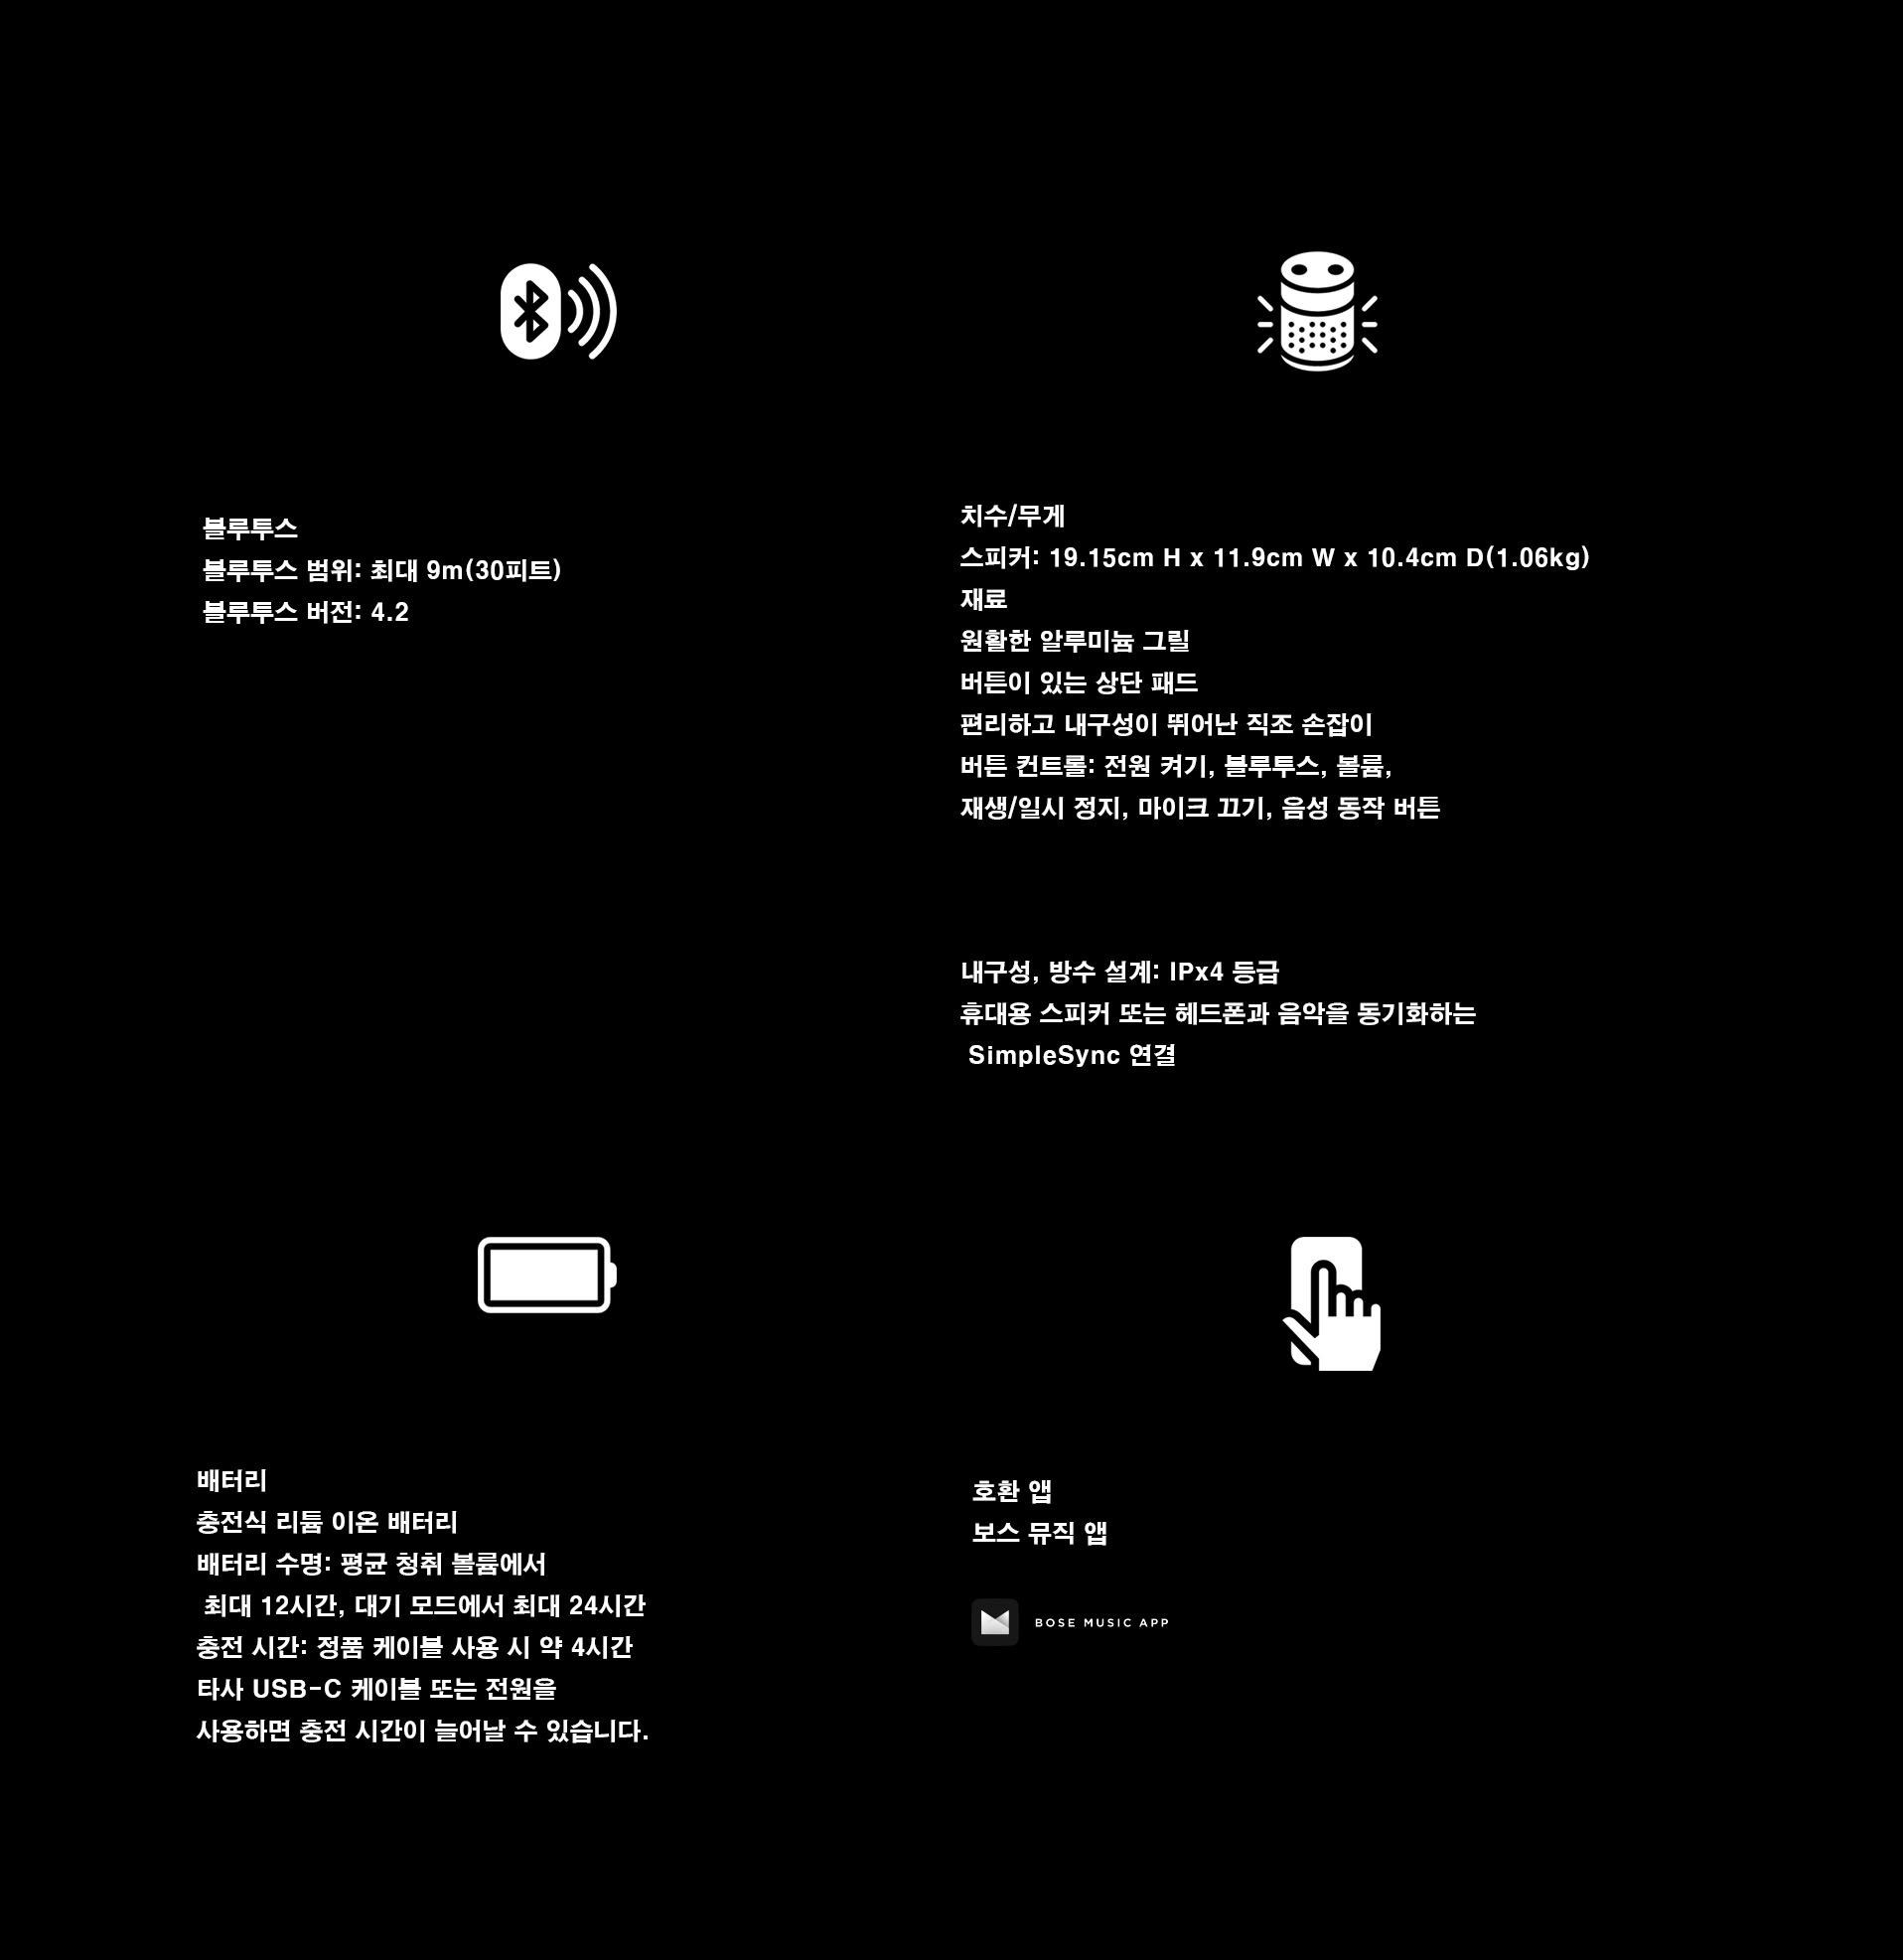 블루투스
블루투스 범위: 최대 9m(30피트)
블루투스 버전: 4.2
치수/무게
스피커: 19.15cm H x 11.9cm W x 10.4cm D(1.06kg)
재료
원활한 알루미늄 그릴
버튼이 있는 상단 패드
편리하고 내구성이 뛰어난 직조 손잡이
버튼 컨트롤: 전원 켜기, 블루투스, 볼륨,
재생/일시 정지, 마이크 끄기, 음성 동작 버튼
내구성, 방수 설계: IPx4 등급
휴대용 스피커 또는 헤드폰과 음악을 동기화하는
SimpleSync 연결
배터리
충전식 리튬 이온 배터리
배터리 수명: 평균 청취 볼륨에서
최대 12시간, 대기 모드에서 최대 24시간
충전 시간: 정품 케이블 사용 시 약 4시간
타사 USB-C 케이블 또는 전원을
사용하면 충전 시간이 늘어날 수 있습니다.
호환 앱
보스 뮤직 앱
BOSE MUSIC APP